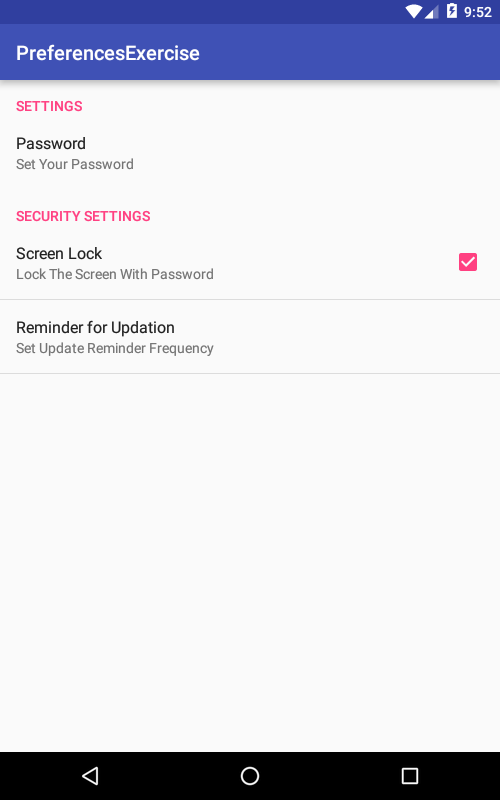 9:52
PreferencesExercise
SETTINGS
Password
Set Your Password
SECURITY SETTINGS
Screen Lock
Lock The Screen With Password
Reminder for Updation
Set Update Reminder Frequency